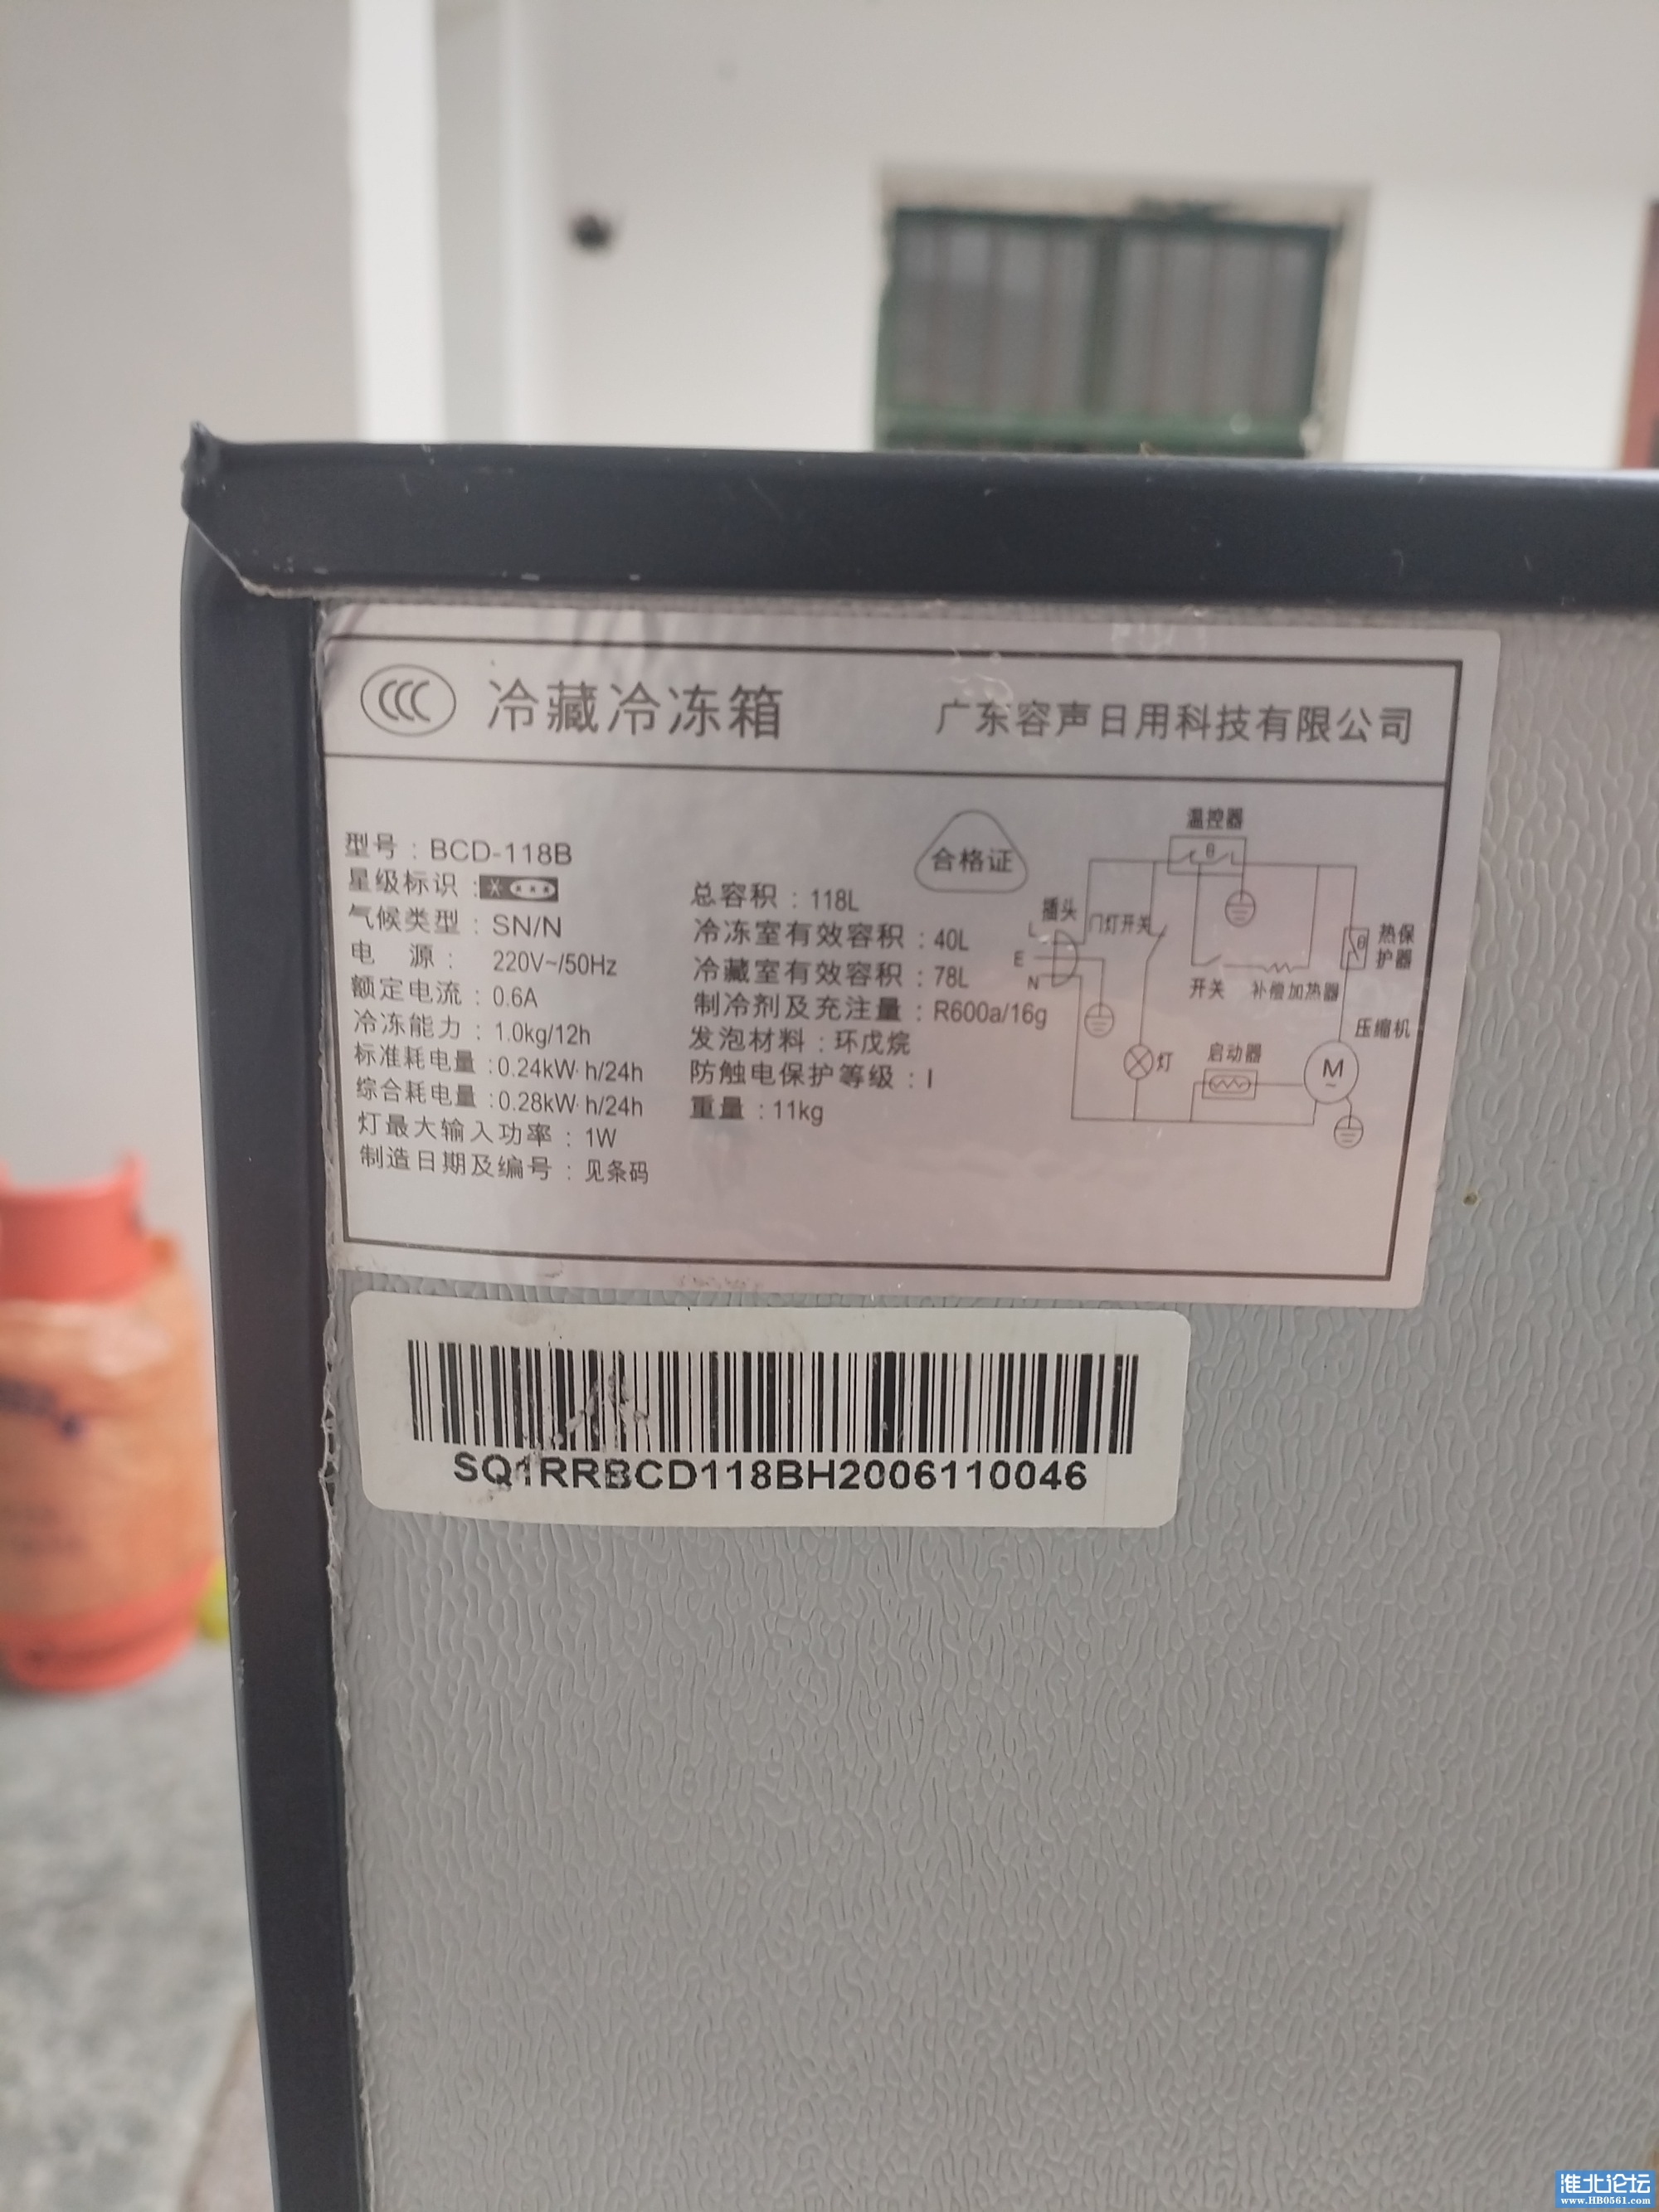 CCC 冷藏冷冻箱 广东容声日用科技有限公司
型号：BCD-118B
星级标识：
气候类型：SN/N
电 源：220V~/50Hz
额定电流：0.6A
冷冻能力：1.0kg/12h
标准耗电量：0.24kW·h/24h
综合耗电量：0.28kW·h/24h
灯最大输入功率：1W
制造日期及编号：见条码
合格证
总容积：118L
冷冻室有效容积：40L
冷藏室有效容积：78L
制冷剂及充注量：R600a/16g
发泡材料：环戊烷
防触电保护等级：I
重量：11kg
温控器
θ
插头
L
E
N
门灯开关
开关
补偿加热器
θ
热保
护器
压缩机
灯
启动器
M
~
SQ1RRBCD118BH2006110046
淮北论坛
www.HB0561.com